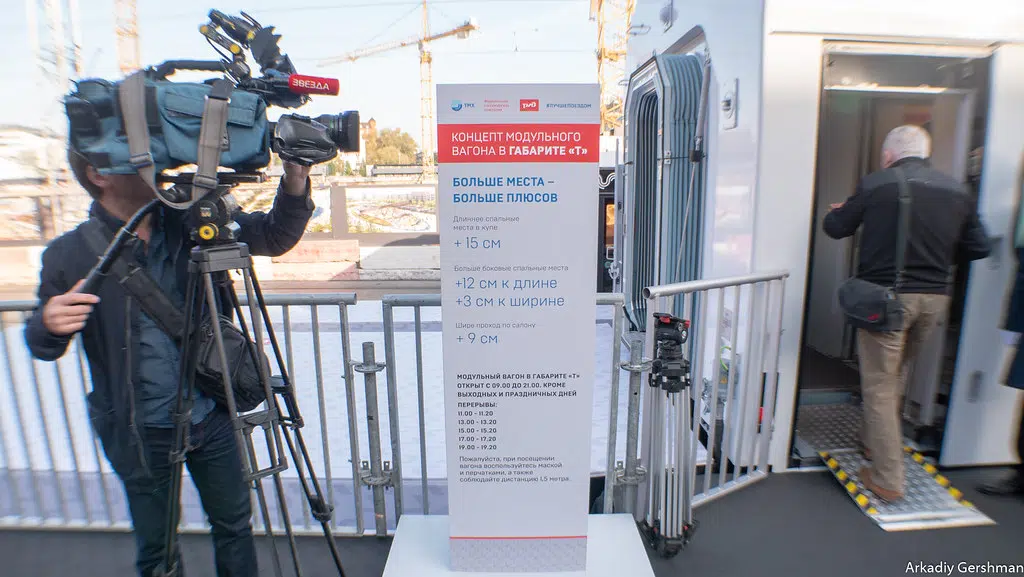 ЗВЕЗДА
ТМХ
РЖД
#ЛУЧШЕПОЕЗДОМ
КОНЦЕПТ МОДУЛЬНОГО
ВАГОНА В ГАБАРИТЕ «Т»
БОЛЬШЕ МЕСТА –
БОЛЬШЕ ПЛЮСОВ
Длиннее спальные
места в купе
+ 15 см
Больше боковые спальные места
+12 см к длине
+3 см к ширине
Шире проход по салону
+ 9 см
МОДУЛЬНЫЙ ВАГОН В ГАБАРИТЕ «Т»
ОТКРЫТ С 09.00 ДО 21.00, КРОМЕ
ВЫХОДНЫХ И ПРАЗДНИЧНЫХ ДНЕЙ
ПЕРЕРЫВЫ:
11.00 - 11.20
13.00 - 13.20
15.00 - 15.20
17.00 - 17.20
19.00 - 19.20
Пожалуйста, при посещении
вагона воспользуйтесь маской
и перчатками, а также
соблюдайте дистанцию 1,5 метра.
Arkadiy Gershman